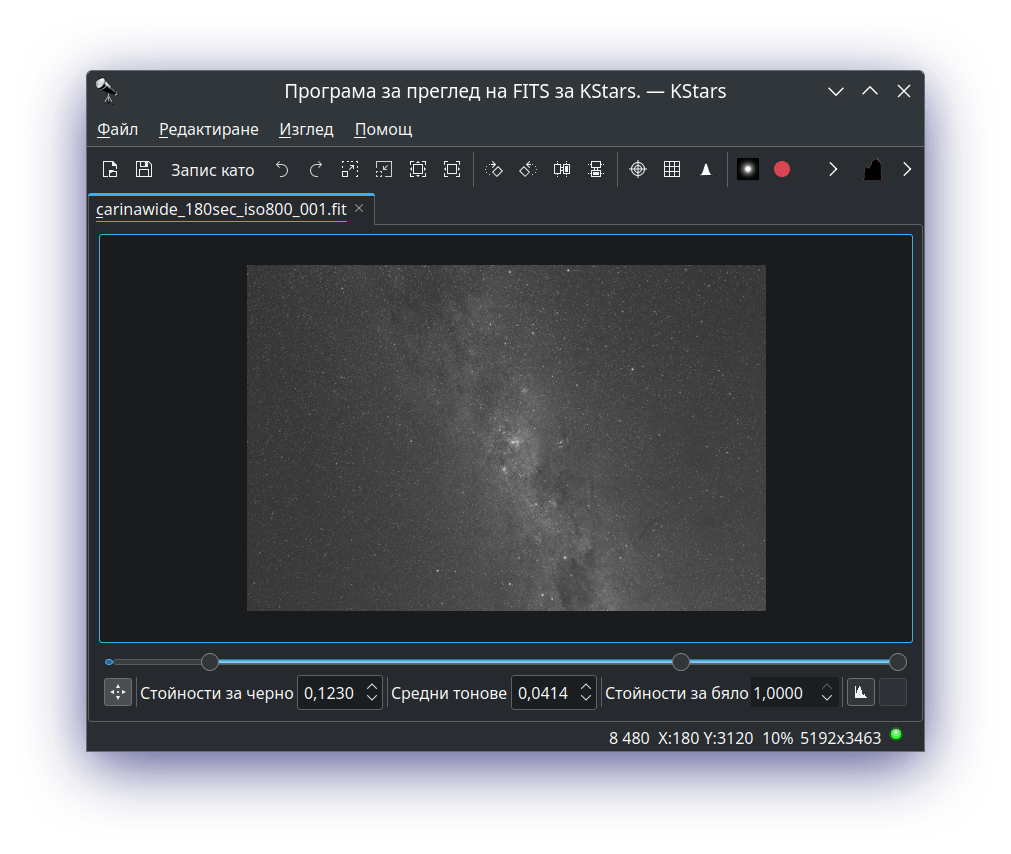 Програма за преглед на FITS за KStars. — KStars
Файл Редактиране Изглед Помощ
Запис като
carinawide_180sec_iso800_001.fit
Стойности за черно 0,1230 Средни тонове 0,0414 Стойности за бяло 1,0000
8 480 X:180 Y:3120 10% 5192x3463